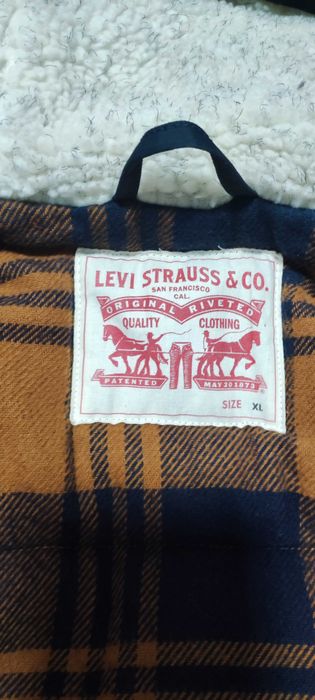 LEVI STRAUSS & CO.
SAN FRANCISCO
CAL.
ORIGINAL RIVETED
QUALITY CLOTHING
PATENTED MAY 20 1873
SIZE XL